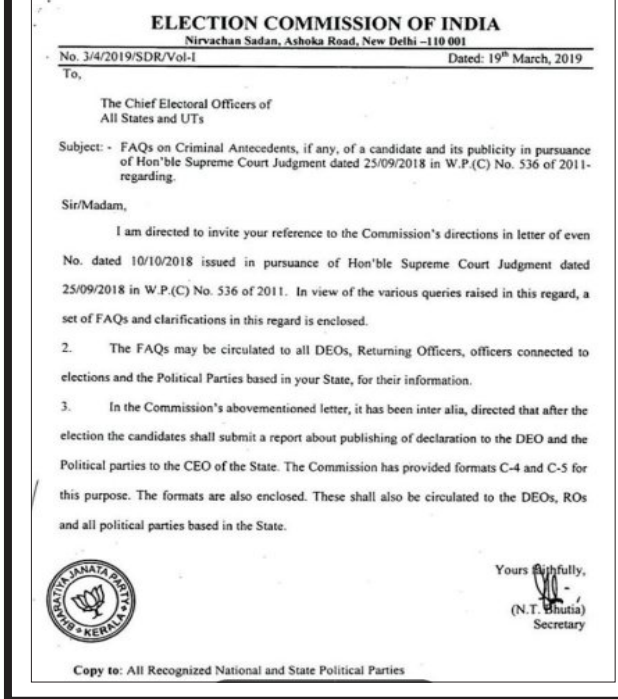 ELECTION COMMISSION OF INDIA
Nirvachan Sadan, Ashoka Road, New Delhi –110 001
No. 3/4/2019/SDR/Vol-I Dated: 19th March, 2019
To,
The Chief Electoral Officers of
All States and UTs
Subject: - FAQs on Criminal Antecedents, if any, of a candidate and its publicity in pursuance
of Hon'ble Supreme Court Judgment dated 25/09/2018 in W.P.(C) No. 536 of 2011-
regarding.
Sir/Madam,
I am directed to invite your reference to the Commission's directions in letter of even
No. dated 10/10/2018 issued in pursuance of Hon'ble Supreme Court Judgment dated
25/09/2018 in W.P.(C) No. 536 of 2011. In view of the various queries raised in this regard, a
set of FAQs and clarifications in this regard is enclosed.
2. The FAQs may be circulated to all DEOs, Returning Officers, officers connected to
elections and the Political Parties based in your State, for their information.
3. In the Commission's abovementioned letter, it has been inter alia, directed that after the
election the candidates shall submit a report about publishing of declaration to the DEO and the
Political parties to the CEO of the State. The Commission has provided formats C-4 and C-5 for
this purpose. The formats are also enclosed. These shall also be circulated to the DEOs, ROs
and all political parties based in the State.
BHARATIYA JANATA PARTY
KERALA
Yours faithfully,
(N.T. Bhutia)
Secretary
Copy to: All Recognized National and State Political Parties